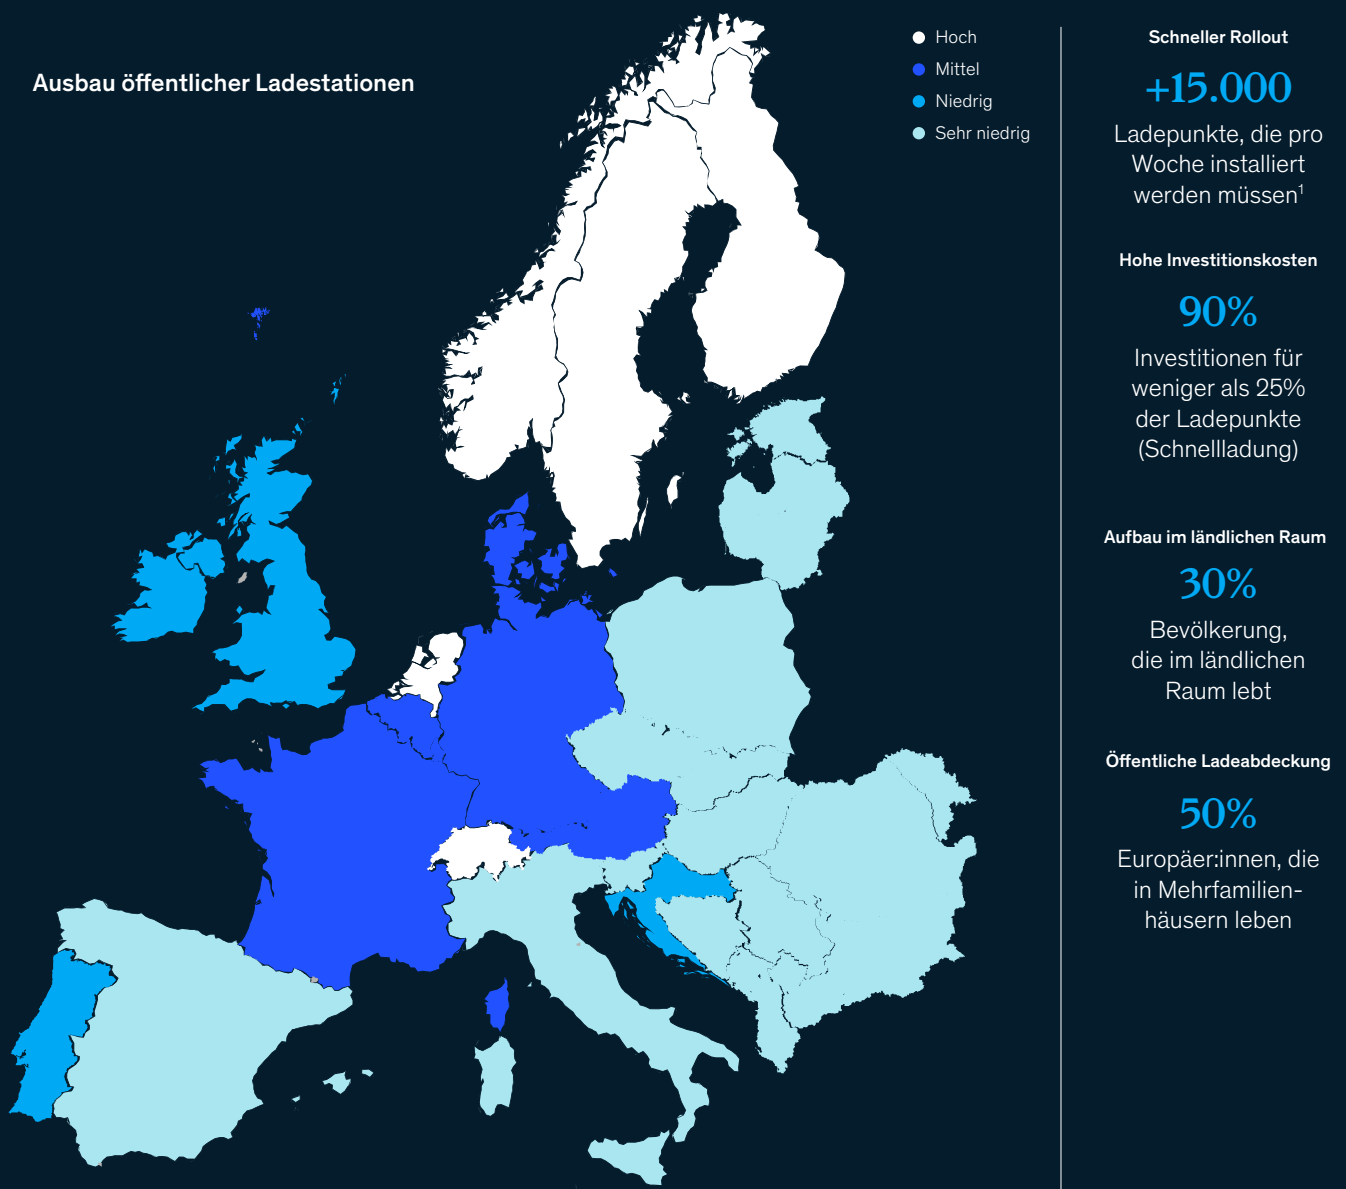 Ausbau öffentlicher Ladestationen
Hoch
Mittel
Niedrig
Sehr niedrig
Schneller Rollout
+15.000
Ladepunkte, die pro
Woche installiert
werden müssen¹
Hohe Investitionskosten
90%
Investitionen für
weniger als 25%
der Ladepunkte
(Schnellladung)
Aufbau im ländlichen Raum
30%
Bevölkerung,
die im ländlichen
Raum lebt
Öffentliche Ladeabdeckung
50%
Europäer:innen, die
in Mehrfamilien-
häusern leben